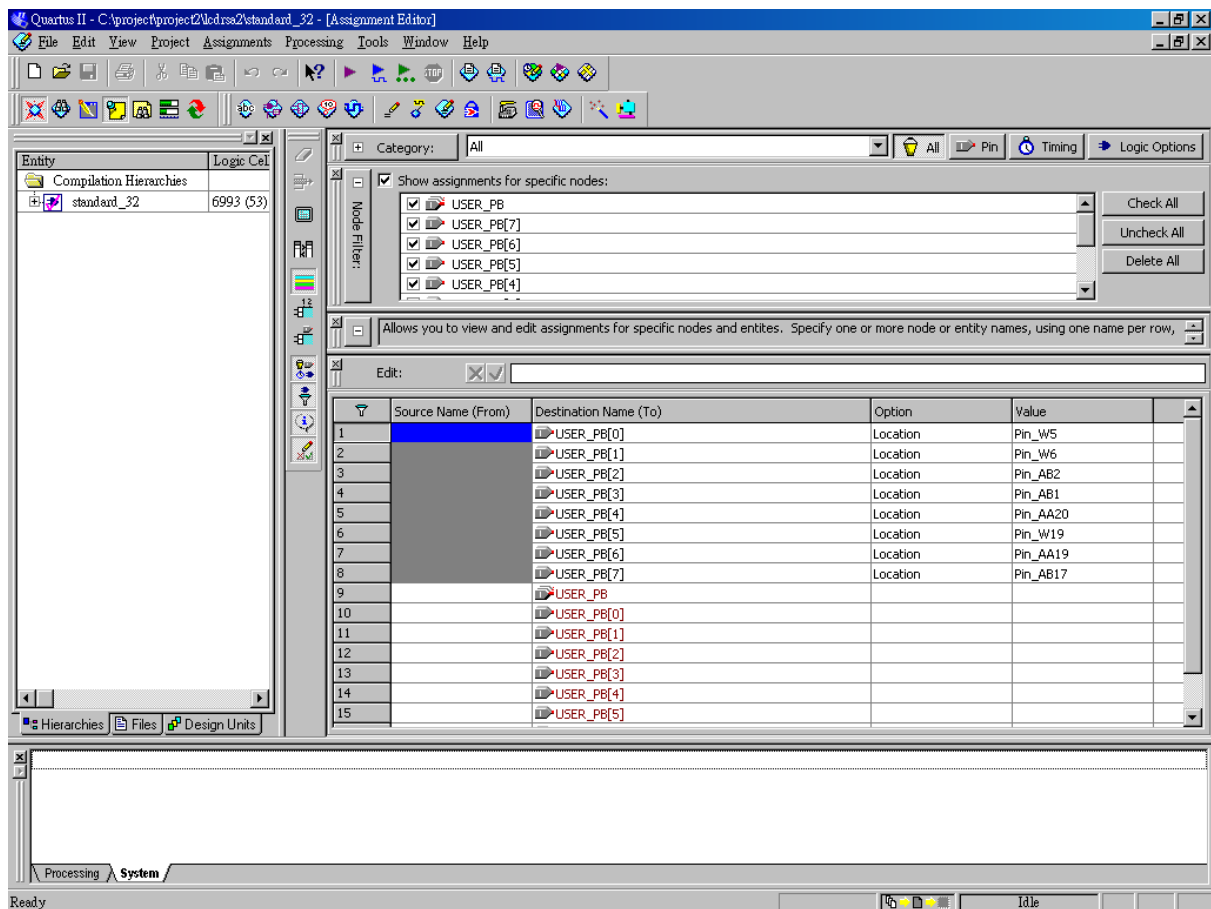 Quartus II - C:\project\project2\lcdrsa2\standard_32 - [Assignment Editor]
File Edit View Project Assignments Processing Tools Window Help
Entity Logic Cel
Compilation Hierarchies
standard_32 6993 (53)
Hierarchies Files Design Units
Category: All All Pin Timing Logic Options
Node Filter:
Show assignments for specific nodes:
USER_PB
USER_PB[7]
USER_PB[6]
USER_PB[5]
USER_PB[4]
Check All
Uncheck All
Delete All
Allows you to view and edit assignments for specific nodes and entites. Specify one or more node or entity names, using one name per row,
Edit:
Source Name (From) Destination Name (To) Option Value
1 USER_PB[0] Location Pin_W5
2 USER_PB[1] Location Pin_W6
3 USER_PB[2] Location Pin_AB2
4 USER_PB[3] Location Pin_AB1
5 USER_PB[4] Location Pin_AA20
6 USER_PB[5] Location Pin_W19
7 USER_PB[6] Location Pin_AA19
8 USER_PB[7] Location Pin_AB17
9 USER_PB
10 USER_PB[0]
11 USER_PB[1]
12 USER_PB[2]
13 USER_PB[3]
14 USER_PB[4]
15 USER_PB[5]
Processing System
Ready Idle